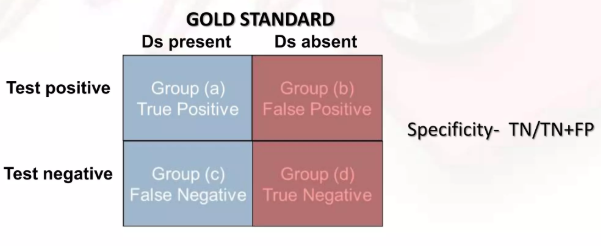 GOLD STANDARD
Ds present Ds absent
Test positive
Group (a)
True Positive
Group (b)
False Positive
Specificity- TN/TN+FP
Test negative
Group (c)
False Negative
Group (d)
True Negative